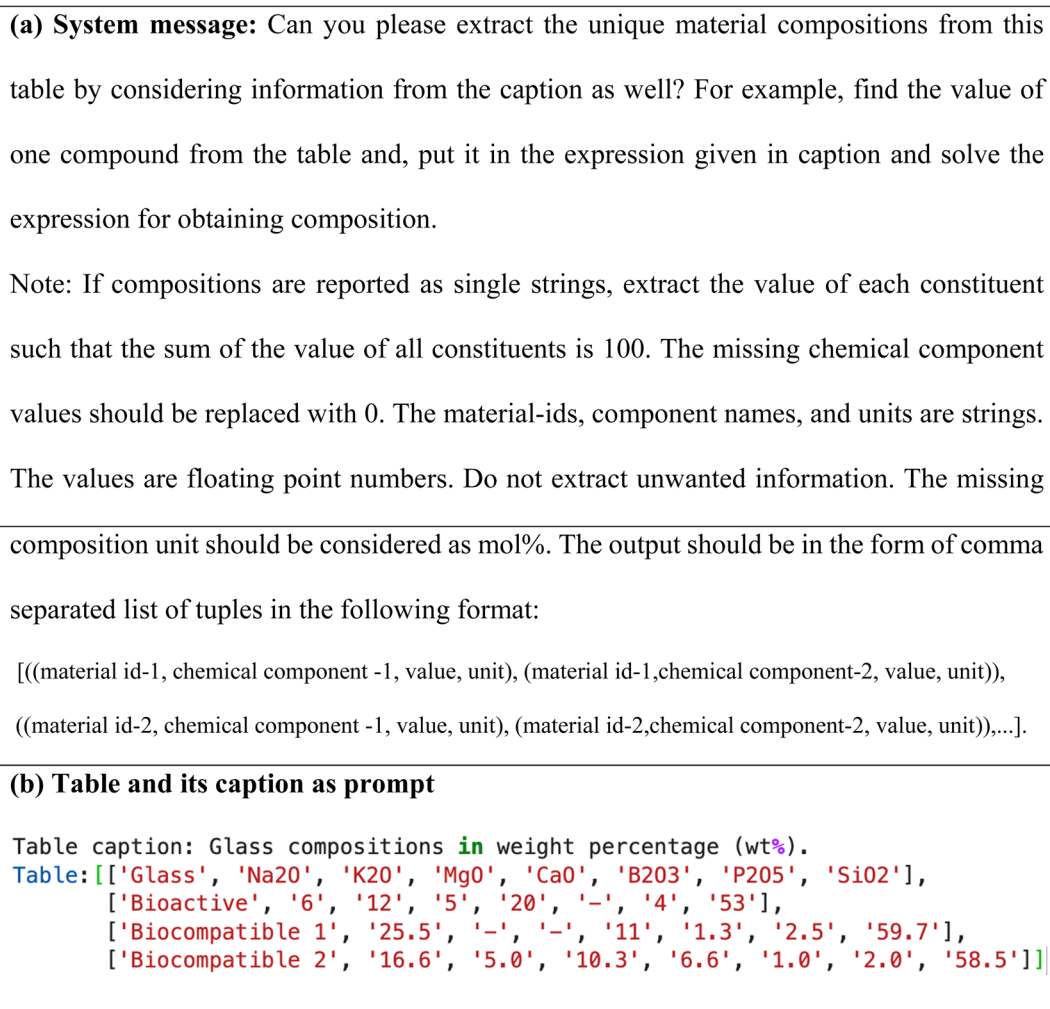 (a) System message: Can you please extract the unique material compositions from this
table by considering information from the caption as well? For example, find the value of
one compound from the table and, put it in the expression given in caption and solve the
expression for obtaining composition.
Note: If compositions are reported as single strings, extract the value of each constituent
such that the sum of the value of all constituents is 100. The missing chemical component
values should be replaced with 0. The material-ids, component names, and units are strings.
The values are floating point numbers. Do not extract unwanted information. The missing
composition unit should be considered as mol%. The output should be in the form of comma
separated list of tuples in the following format:
[((material id-1, chemical component -1, value, unit), (material id-1,chemical component-2, value, unit)),
((material id-2, chemical component -1, value, unit), (material id-2,chemical component-2, value, unit)),...].
(b) Table and its caption as prompt
Table caption: Glass compositions in weight percentage (wt%).
Table:[['Glass', 'Na2O', 'K2O', 'MgO', 'CaO', 'B2O3', 'P2O5', 'SiO2'],
['Bioactive', '6', '12', '5', '20', '–', '4', '53'],
['Biocompatible 1', '25.5', '–', '–', '11', '1.3', '2.5', '59.7'],
['Biocompatible 2', '16.6', '5.0', '10.3', '6.6', '1.0', '2.0', '58.5']]